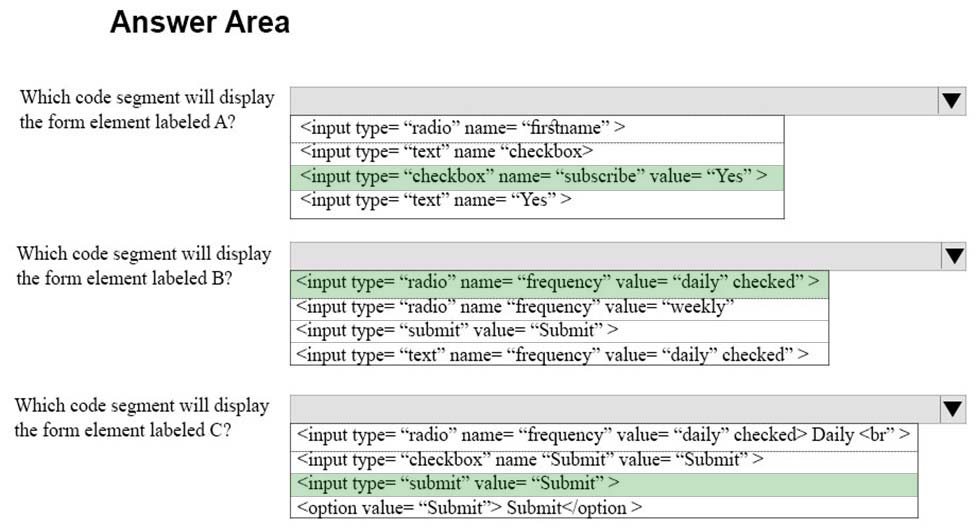 Answer Area
Which code segment will display
the form element labeled A?
<input type= “radio” name= “firstname” >
<input type= “text” name “checkbox>
<input type= “checkbox” name= “subscribe” value= “Yes” >
<input type= “text” name= “Yes” >
Which code segment will display
the form element labeled B?
<input type= “radio” name= “frequency” value= “daily” checked” >
<input type= “radio” name “frequency” value= “weekly”
<input type= “submit” value= “Submit” >
<input type= “text” name= “frequency” value= “daily” checked” >
Which code segment will display
the form element labeled C?
<input type= “radio” name= “frequency” value= “daily” checked> Daily <br” >
<input type= “checkbox” name “Submit” value= “Submit” >
<input type= “submit” value= “Submit” >
<option value= “Submit”> Submit</option >